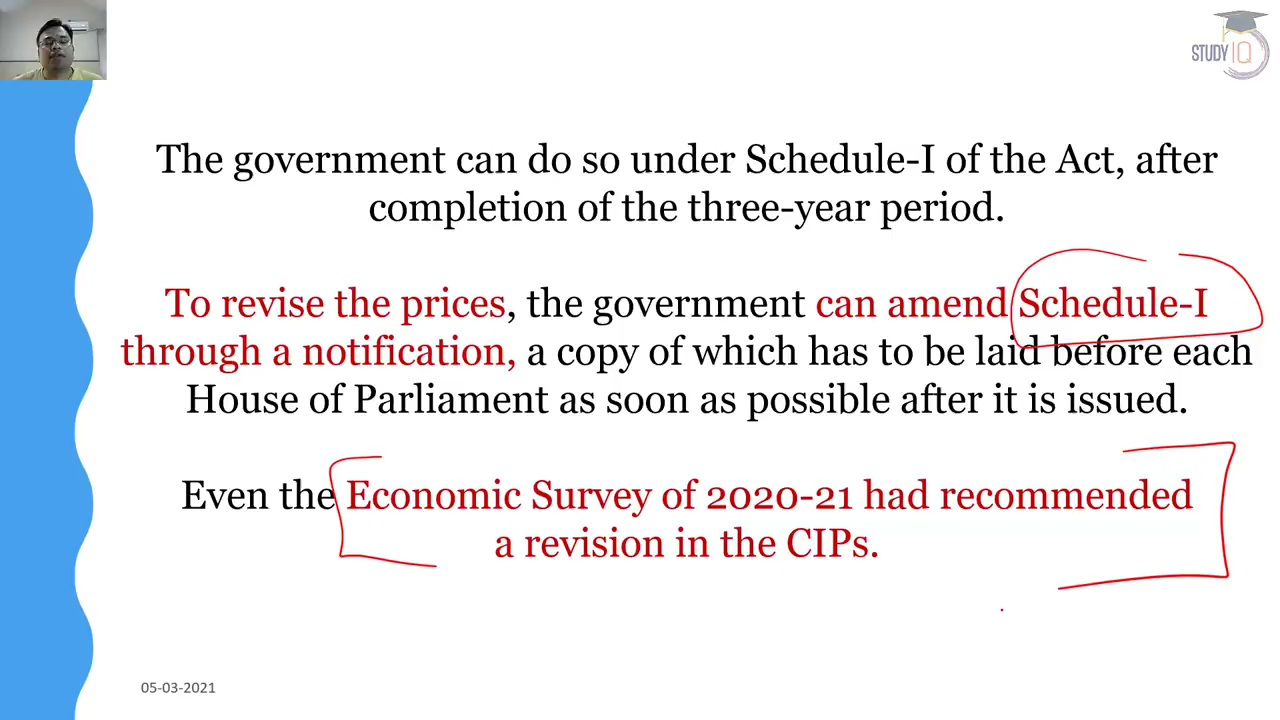 STUDY IQ
The government can do so under Schedule-I of the Act, after
completion of the three-year period.
To revise the prices, the government can amend Schedule-I
through a notification, a copy of which has to be laid before each
House of Parliament as soon as possible after it is issued.
Even the Economic Survey of 2020-21 had recommended
a revision in the CIPs.
05-03-2021